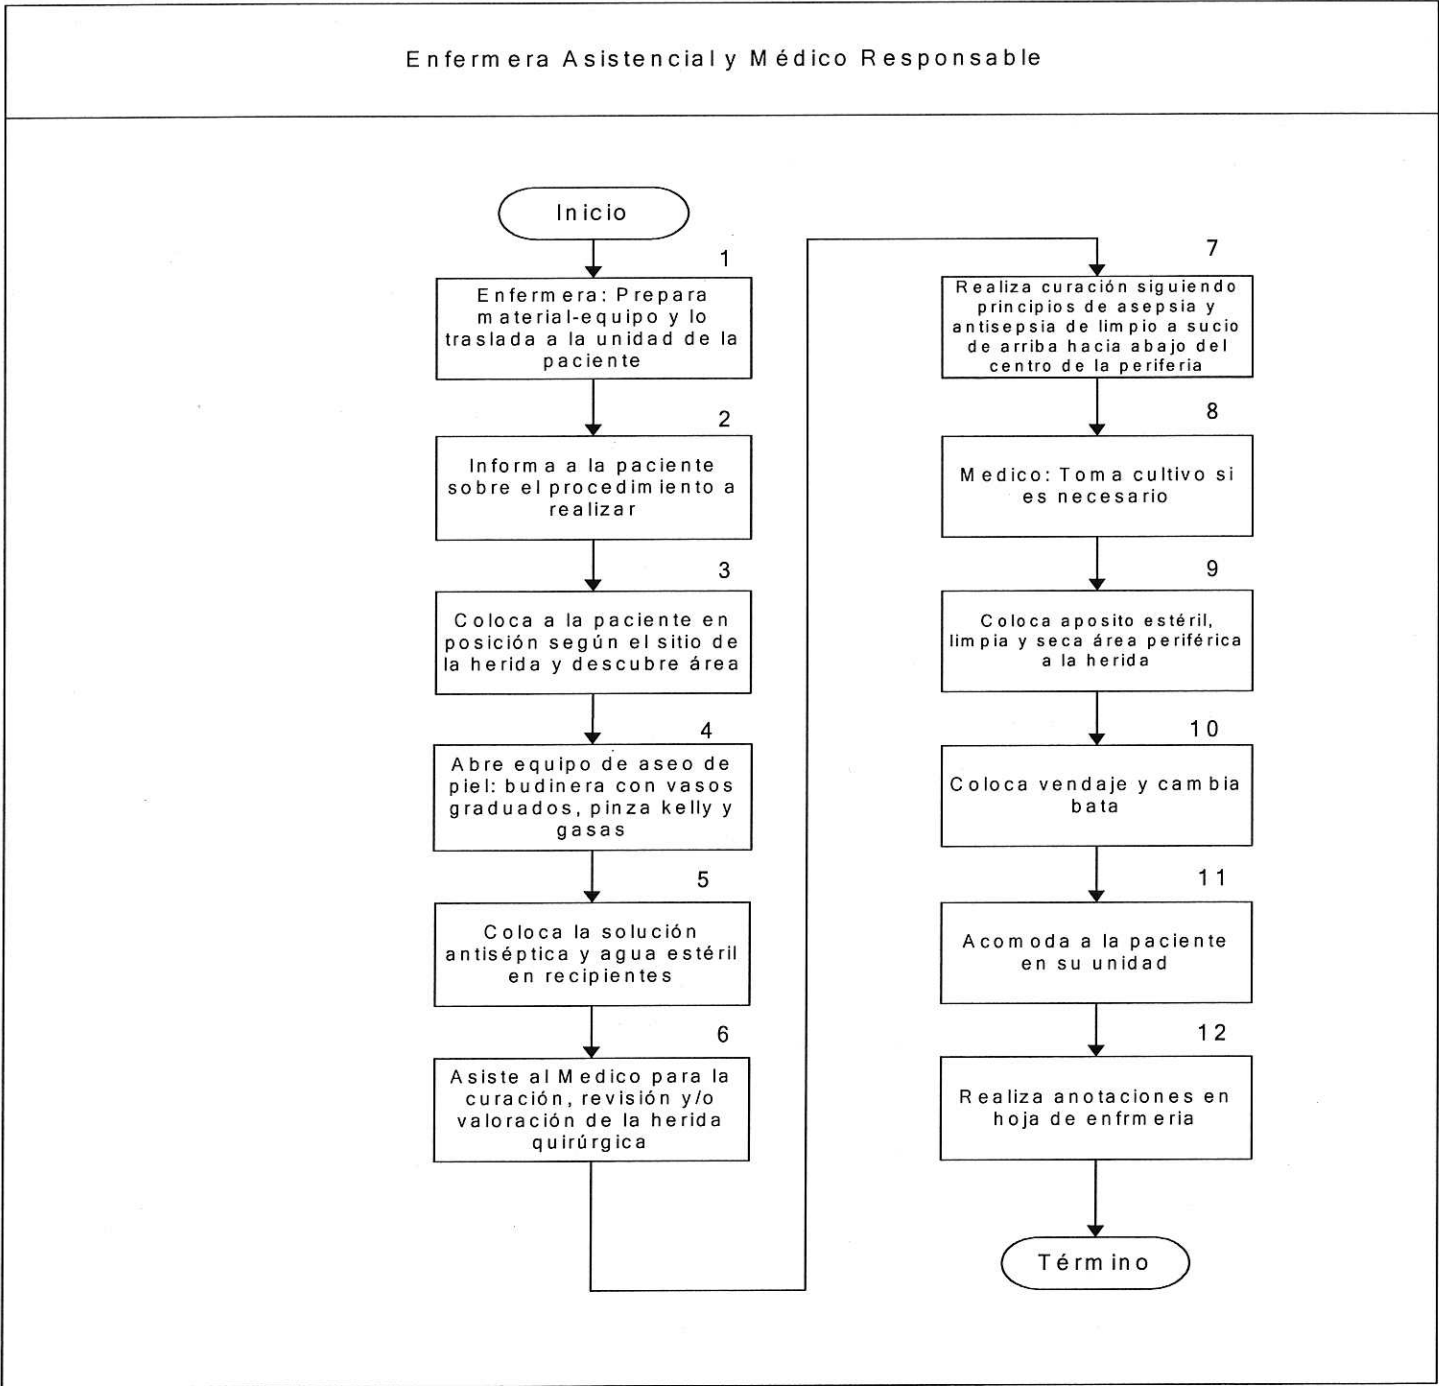 Enfermera Asistencial y Médico Responsable
Inicio
1
Enfermera: Prepara
material-equipo y lo
traslada a la unidad de la
paciente
2
Informa a la paciente
sobre el procedimiento a
realizar
3
Coloca a la paciente en
posición según el sitio de
la herida y descubre área
4
Abre equipo de aseo de
piel: budinera con vasos
graduados, pinza kelly y
gasas
5
Coloca la solución
antiséptica y agua estéril
en recipientes
6
Asiste al Medico para la
curación, revisión y/o
valoración de la herida
quirúrgica
7
Realiza curación siguiendo
principios de asepsia y
antisepsia de limpio a sucio
de arriba hacia abajo del
centro de la periferia
8
Medico: Toma cultivo si
es necesario
9
Coloca aposito estéril,
limpia y seca área periférica
a la herida
10
Coloca vendaje y cambia
bata
11
Acomoda a la paciente
en su unidad
12
Realiza anotaciones en
hoja de enfrmeria
Término